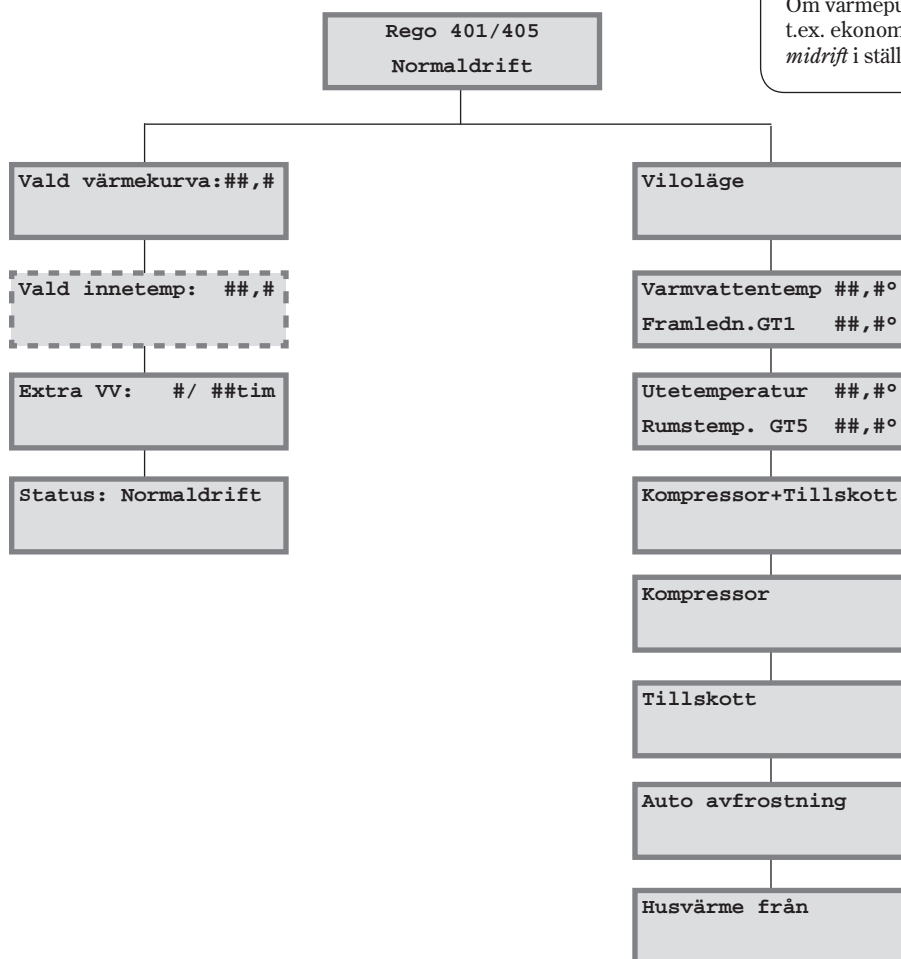 Om värmepu
t.ex. ekonom
midrift i ställ
Rego 401/405
Normaldrift
Vald värmekurva:##,#
Vald innetemp: ##,#
Extra VV: #/ ##tim
Status: Normaldrift
Viloläge
Varmvattentemp ##,#°
Framledn.GT1 ##,#°
Utetemperatur ##,#°
Rumstemp. GT5 ##,#°
Kompressor+Tillskott
Kompressor
Tillskott
Auto avfrostning
Husvärme från